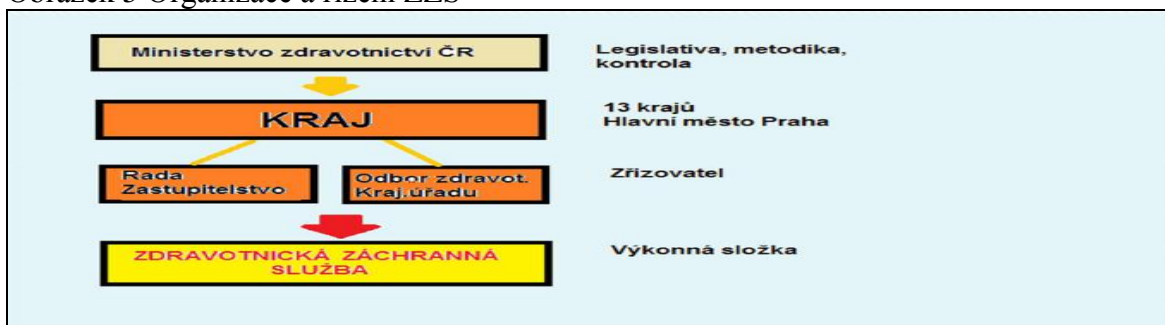 Obrázek 3 Organizace a řízení ZZS
Ministerstvo zdravotnictví ČR
Legislativa, metodika,
kontrola
KRAJ
13 krajů
Hlavní město Praha
Rada
Zastupitelstvo
Odbor zdravot.
Kraj.úřadu
Zřizovatel
ZDRAVOTNICKÁ ZÁCHRANNÁ
SLUŽBA
Výkonná složka